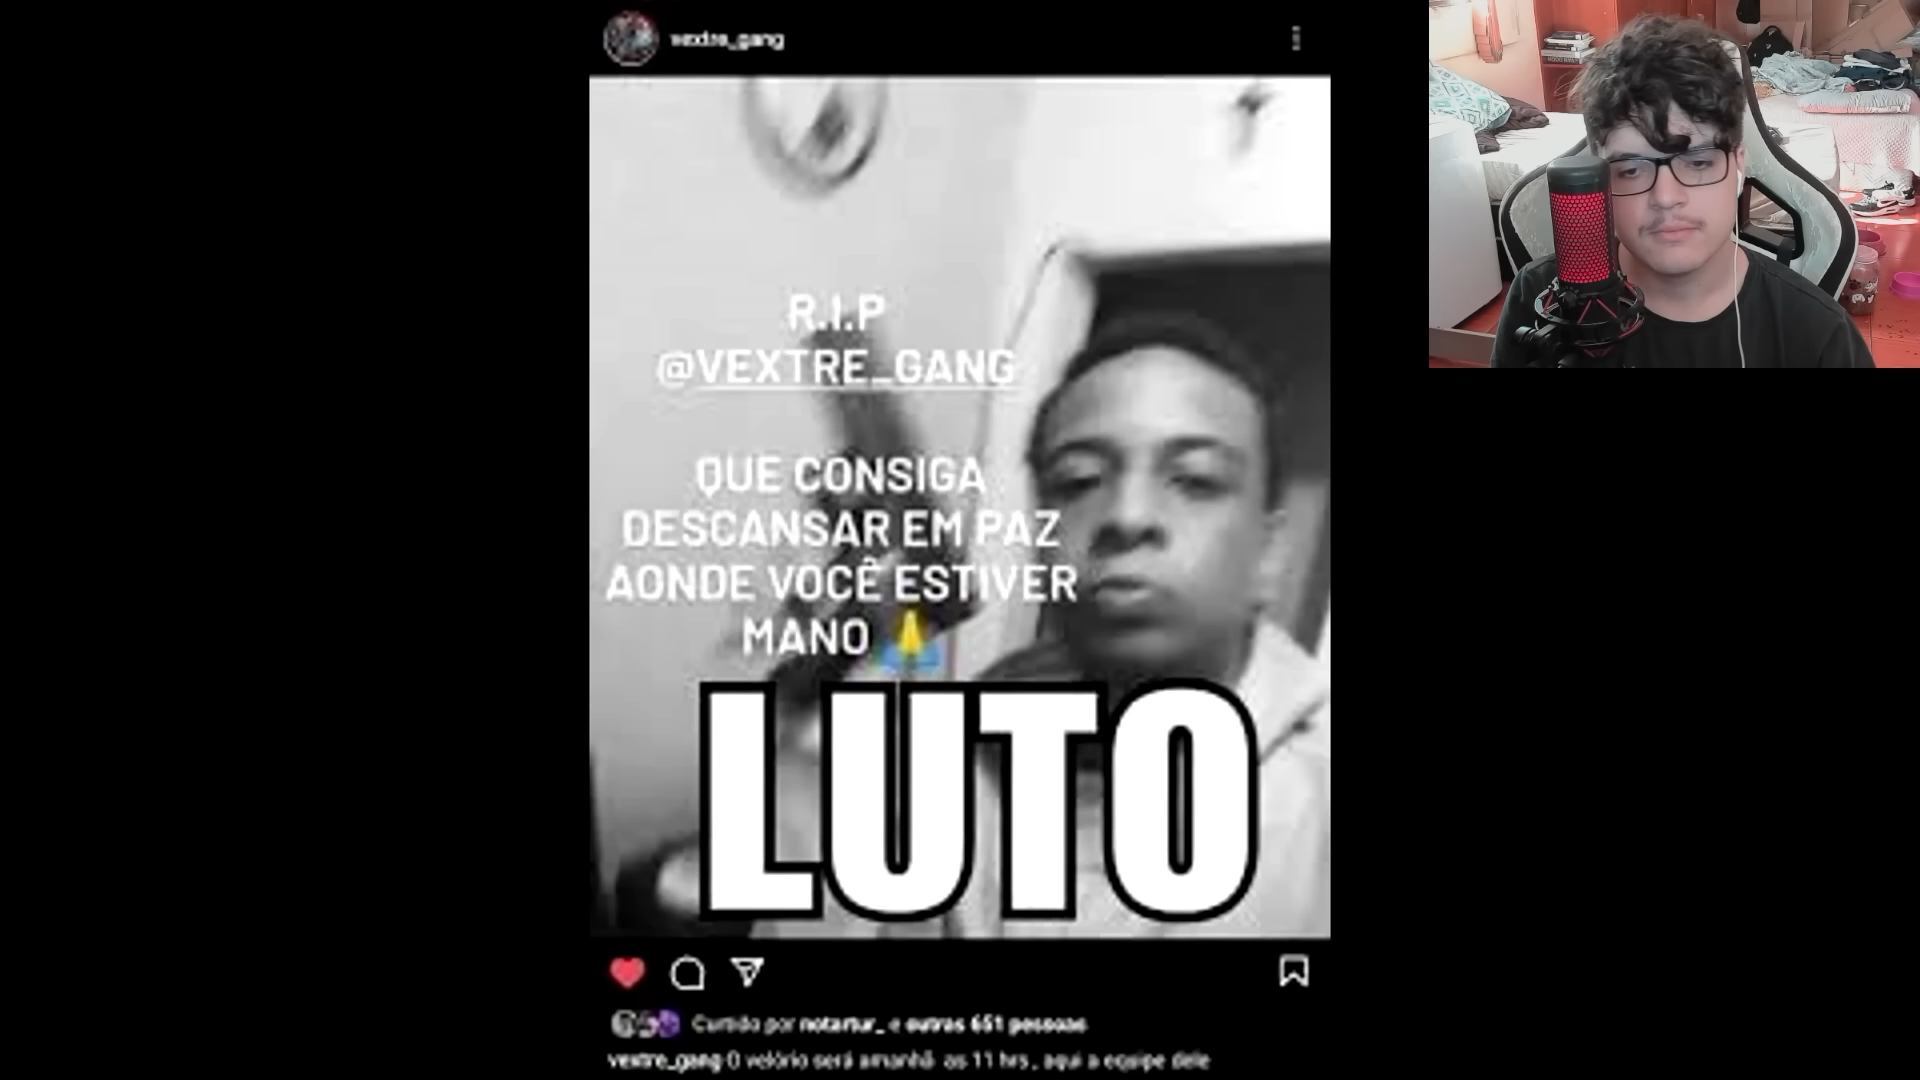 vextre_gang
R.I.P
@VEXTRE_GANG
QUE CONSIGA
DESCANSAR EM PAZ
AONDE VOCÊ ESTIVER
MANO 🙏
LUTO
Curtido por notartur_ e outras 651 pessoas
vextre_gang O velório será amanhã as 11 hrs, aqui a equipe dele